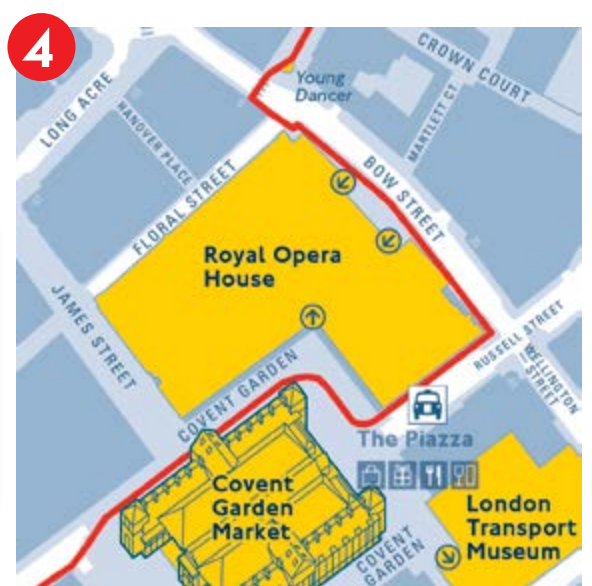 4
CROWN COURT
Young
Dancer
LONG ACRE
HANOVER PLACE
MARTLETT CT
BOW STREET
FLORAL STREET
Royal Opera
House
JAMES STREET
RUSSELL STREET
WELLINGTON
STREET
COVENT GARDEN
The Piazza
Covent
Garden
Market
London
Transport
Museum
COVENT
GARDEN